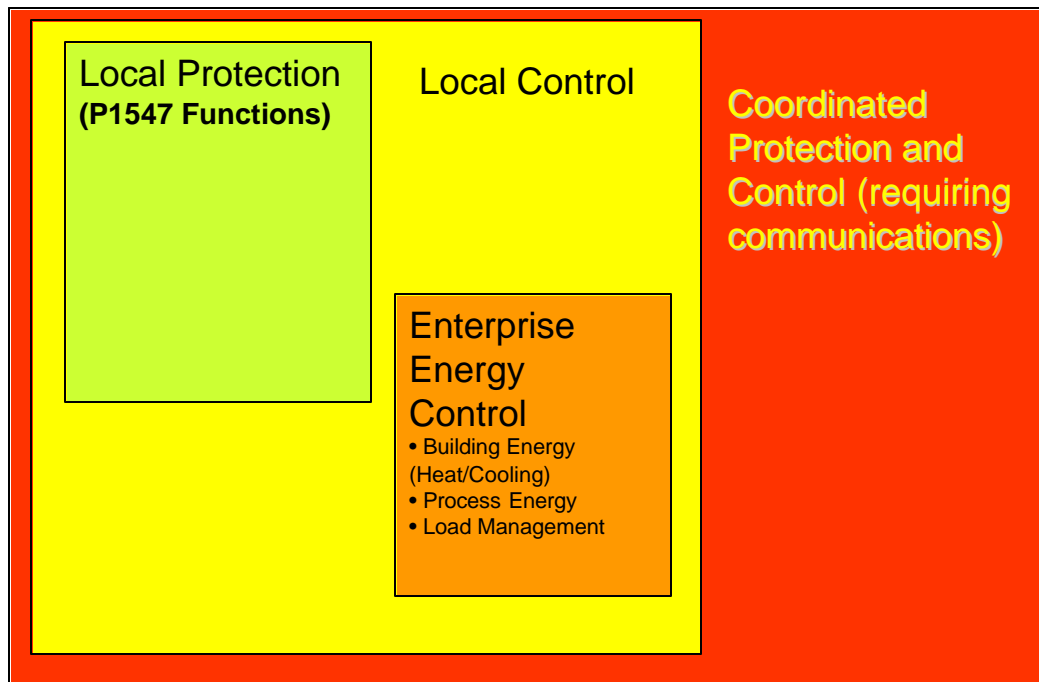 Local Protection
(P1547 Functions)
Local Control
Coordinated
Protection and
Control (requiring
communications)
Enterprise
Energy
Control
• Building Energy
(Heat/Cooling)
• Process Energy
• Load Management